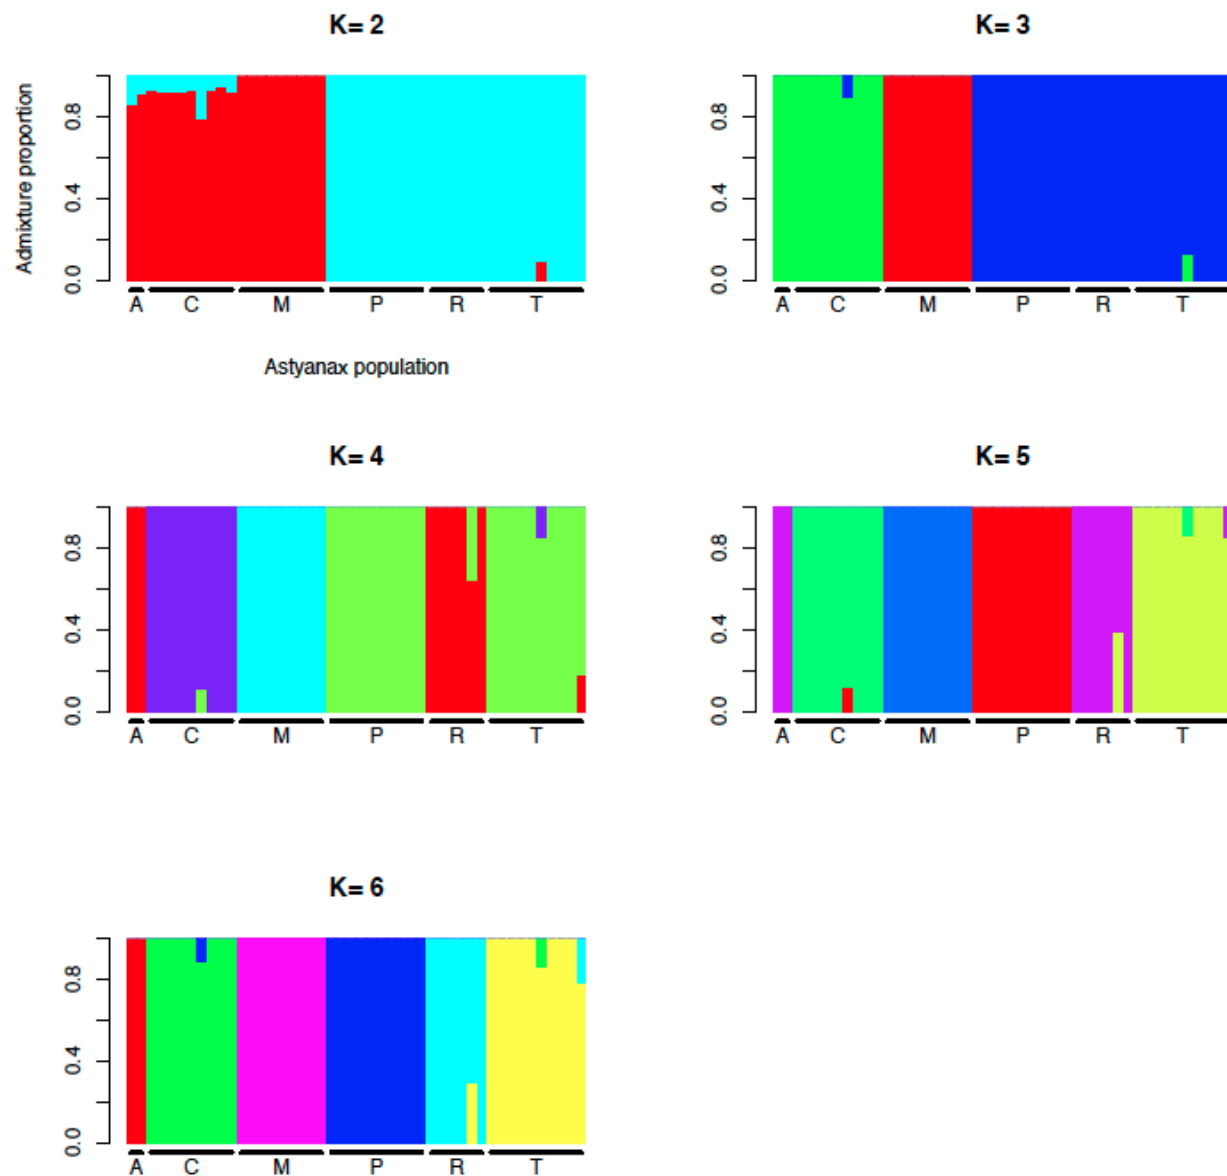 K= 2
Admixture proportion
0.0 0.4 0.8
A C M P R T
Astyanax population
K= 3
0.0 0.4 0.8
A C M P R T
K= 4
0.0 0.4 0.8
A C M P R T
K= 5
0.0 0.4 0.8
A C M P R T
K= 6
0.0 0.4 0.8
A C M P R T